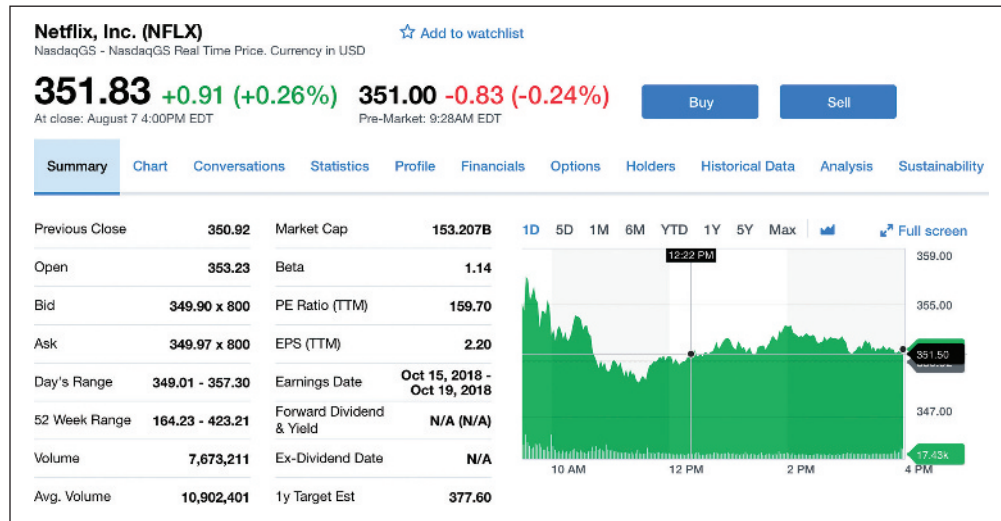 Netflix, Inc. (NFLX) Add to watchlist
NasdaqGS - NasdaqGS Real Time Price. Currency in USD
351.83 +0.91 (+0.26%) 351.00 -0.83 (-0.24%) Buy Sell
At close: August 7 4:00PM EDT Pre-Market: 9:28AM EDT
Summary Chart Conversations Statistics Profile Financials Options Holders Historical Data Analysis Sustainability
Previous Close 350.92
Open 353.23
Bid 349.90 x 800
Ask 349.97 x 800
Day's Range 349.01 - 357.30
52 Week Range 164.23 - 423.21
Volume 7,673,211
Avg. Volume 10,902,401
Market Cap 153.207B
Beta 1.14
PE Ratio (TTM) 159.70
EPS (TTM) 2.20
Earnings Date Oct 15, 2018 -
Oct 19, 2018
Forward Dividend
& Yield N/A (N/A)
Ex-Dividend Date N/A
1y Target Est 377.60
1D 5D 1M 6M YTD 1Y 5Y Max Full screen
12:22 PM
359.00
355.00
351.50
347.00
17.43k
10 AM 12 PM 2 PM 4 PM